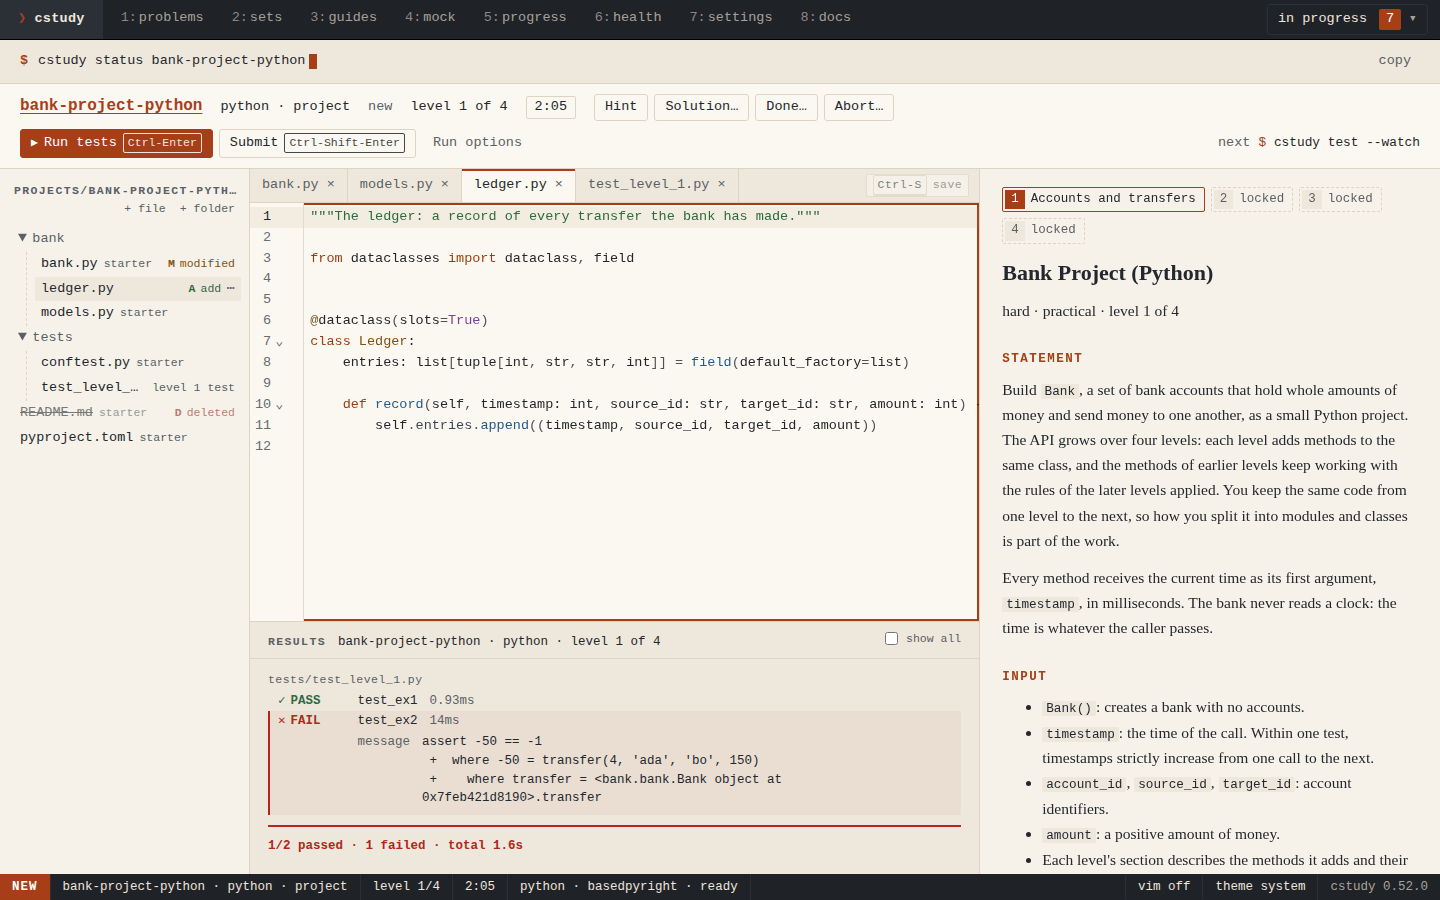 ❯ cstudy 1:problems 2:sets 3:guides 4:mock 5:progress 6:health 7:settings 8:docs in progress 7 ▼
$ cstudy status bank-project-python copy
bank-project-python python · project new level 1 of 4 2:05 Hint Solution… Done… Abort…
▶ Run tests Ctrl-Enter Submit Ctrl-Shift-Enter Run options next $ cstudy test --watch
PROJECTS/BANK-PROJECT-PYTH…
+ file + folder
▼ bank
bank.py starter M modified
ledger.py A add ⋯
models.py starter
▼ tests
conftest.py starter
test_level_… level 1 test
README.md starter D deleted
pyproject.toml starter
bank.py × models.py × ledger.py × test_level_1.py × Ctrl-S save
1 """The ledger: a record of every transfer the bank has made."""
2
3 from dataclasses import dataclass, field
4
5
6 @dataclass(slots=True)
7 class Ledger:
8 entries: list[tuple[int, str, str, int]] = field(default_factory=list)
9
10 def record(self, timestamp: int, source_id: str, target_id: str, amount: int)
11 self.entries.append((timestamp, source_id, target_id, amount))
12
RESULTS bank-project-python · python · level 1 of 4 show all
tests/test_level_1.py
✓ PASS test_ex1 0.93ms
✕ FAIL test_ex2 14ms
message assert -50 == -1
+ where -50 = transfer(4, 'ada', 'bo', 150)
+ where transfer = <bank.bank.Bank object at
0x7feb421d8190>.transfer
1/2 passed · 1 failed · total 1.6s
1 Accounts and transfers 2 locked 3 locked
4 locked
Bank Project (Python)
hard · practical · level 1 of 4
STATEMENT
Build Bank, a set of bank accounts that hold whole amounts of
money and send money to one another, as a small Python project.
The API grows over four levels: each level adds methods to the
same class, and the methods of earlier levels keep working with
the rules of the later levels applied. You keep the same code from
one level to the next, so how you split it into modules and classes
is part of the work.
Every method receives the current time as its first argument,
timestamp, in milliseconds. The bank never reads a clock: the
time is whatever the caller passes.
INPUT
• Bank(): creates a bank with no accounts.
• timestamp: the time of the call. Within one test,
timestamps strictly increase from one call to the next.
• account_id, source_id, target_id: account
identifiers.
• amount: a positive amount of money.
• Each level's section describes the methods it adds and their
NEW bank-project-python · python · project level 1/4 2:05 python · basedpyright · ready vim off theme system cstudy 0.52.0